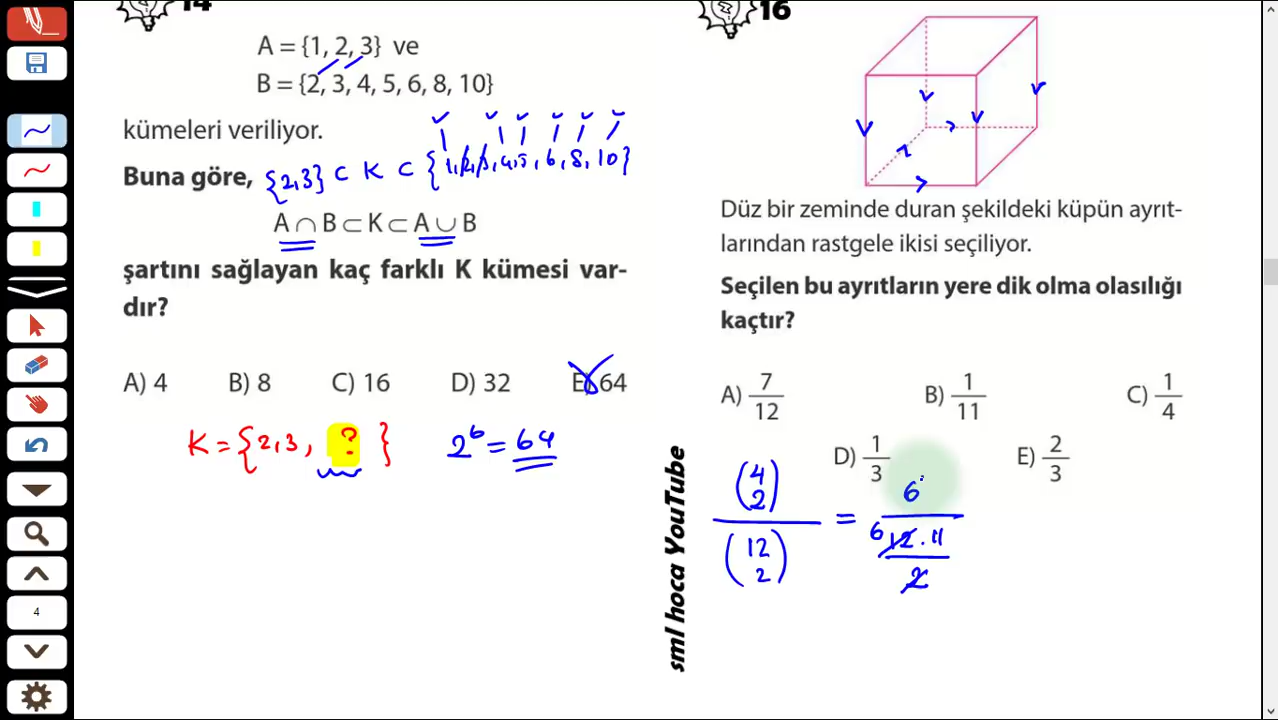 14
A = {1, 2, 3} ve
B = {2, 3, 4, 5, 6, 8, 10}
kümeleri veriliyor.
Buna göre, {2,3} ⊂ K ⊂ {1,2,3,4,5,6,8,10}
A ∩ B ⊂ K ⊂ A ∪ B
şartını sağlayan kaç farklı K kümesi var-
dır?
A) 4 B) 8 C) 16 D) 32 E) 64
K = {2,3, ? } 2^6 = 64
16
Düz bir zeminde duran şekildeki küpün ayrıt-
larından rastgele ikisi seçiliyor.
Seçilen bu ayrıtların yere dik olma olasılığı
kaçtır?
A) 7/12 B) 1/11 C) 1/4
D) 1/3 E) 2/3
(4 2)/(12 2) = 6/(12.11/2) 6
sml hoca YouTube
4